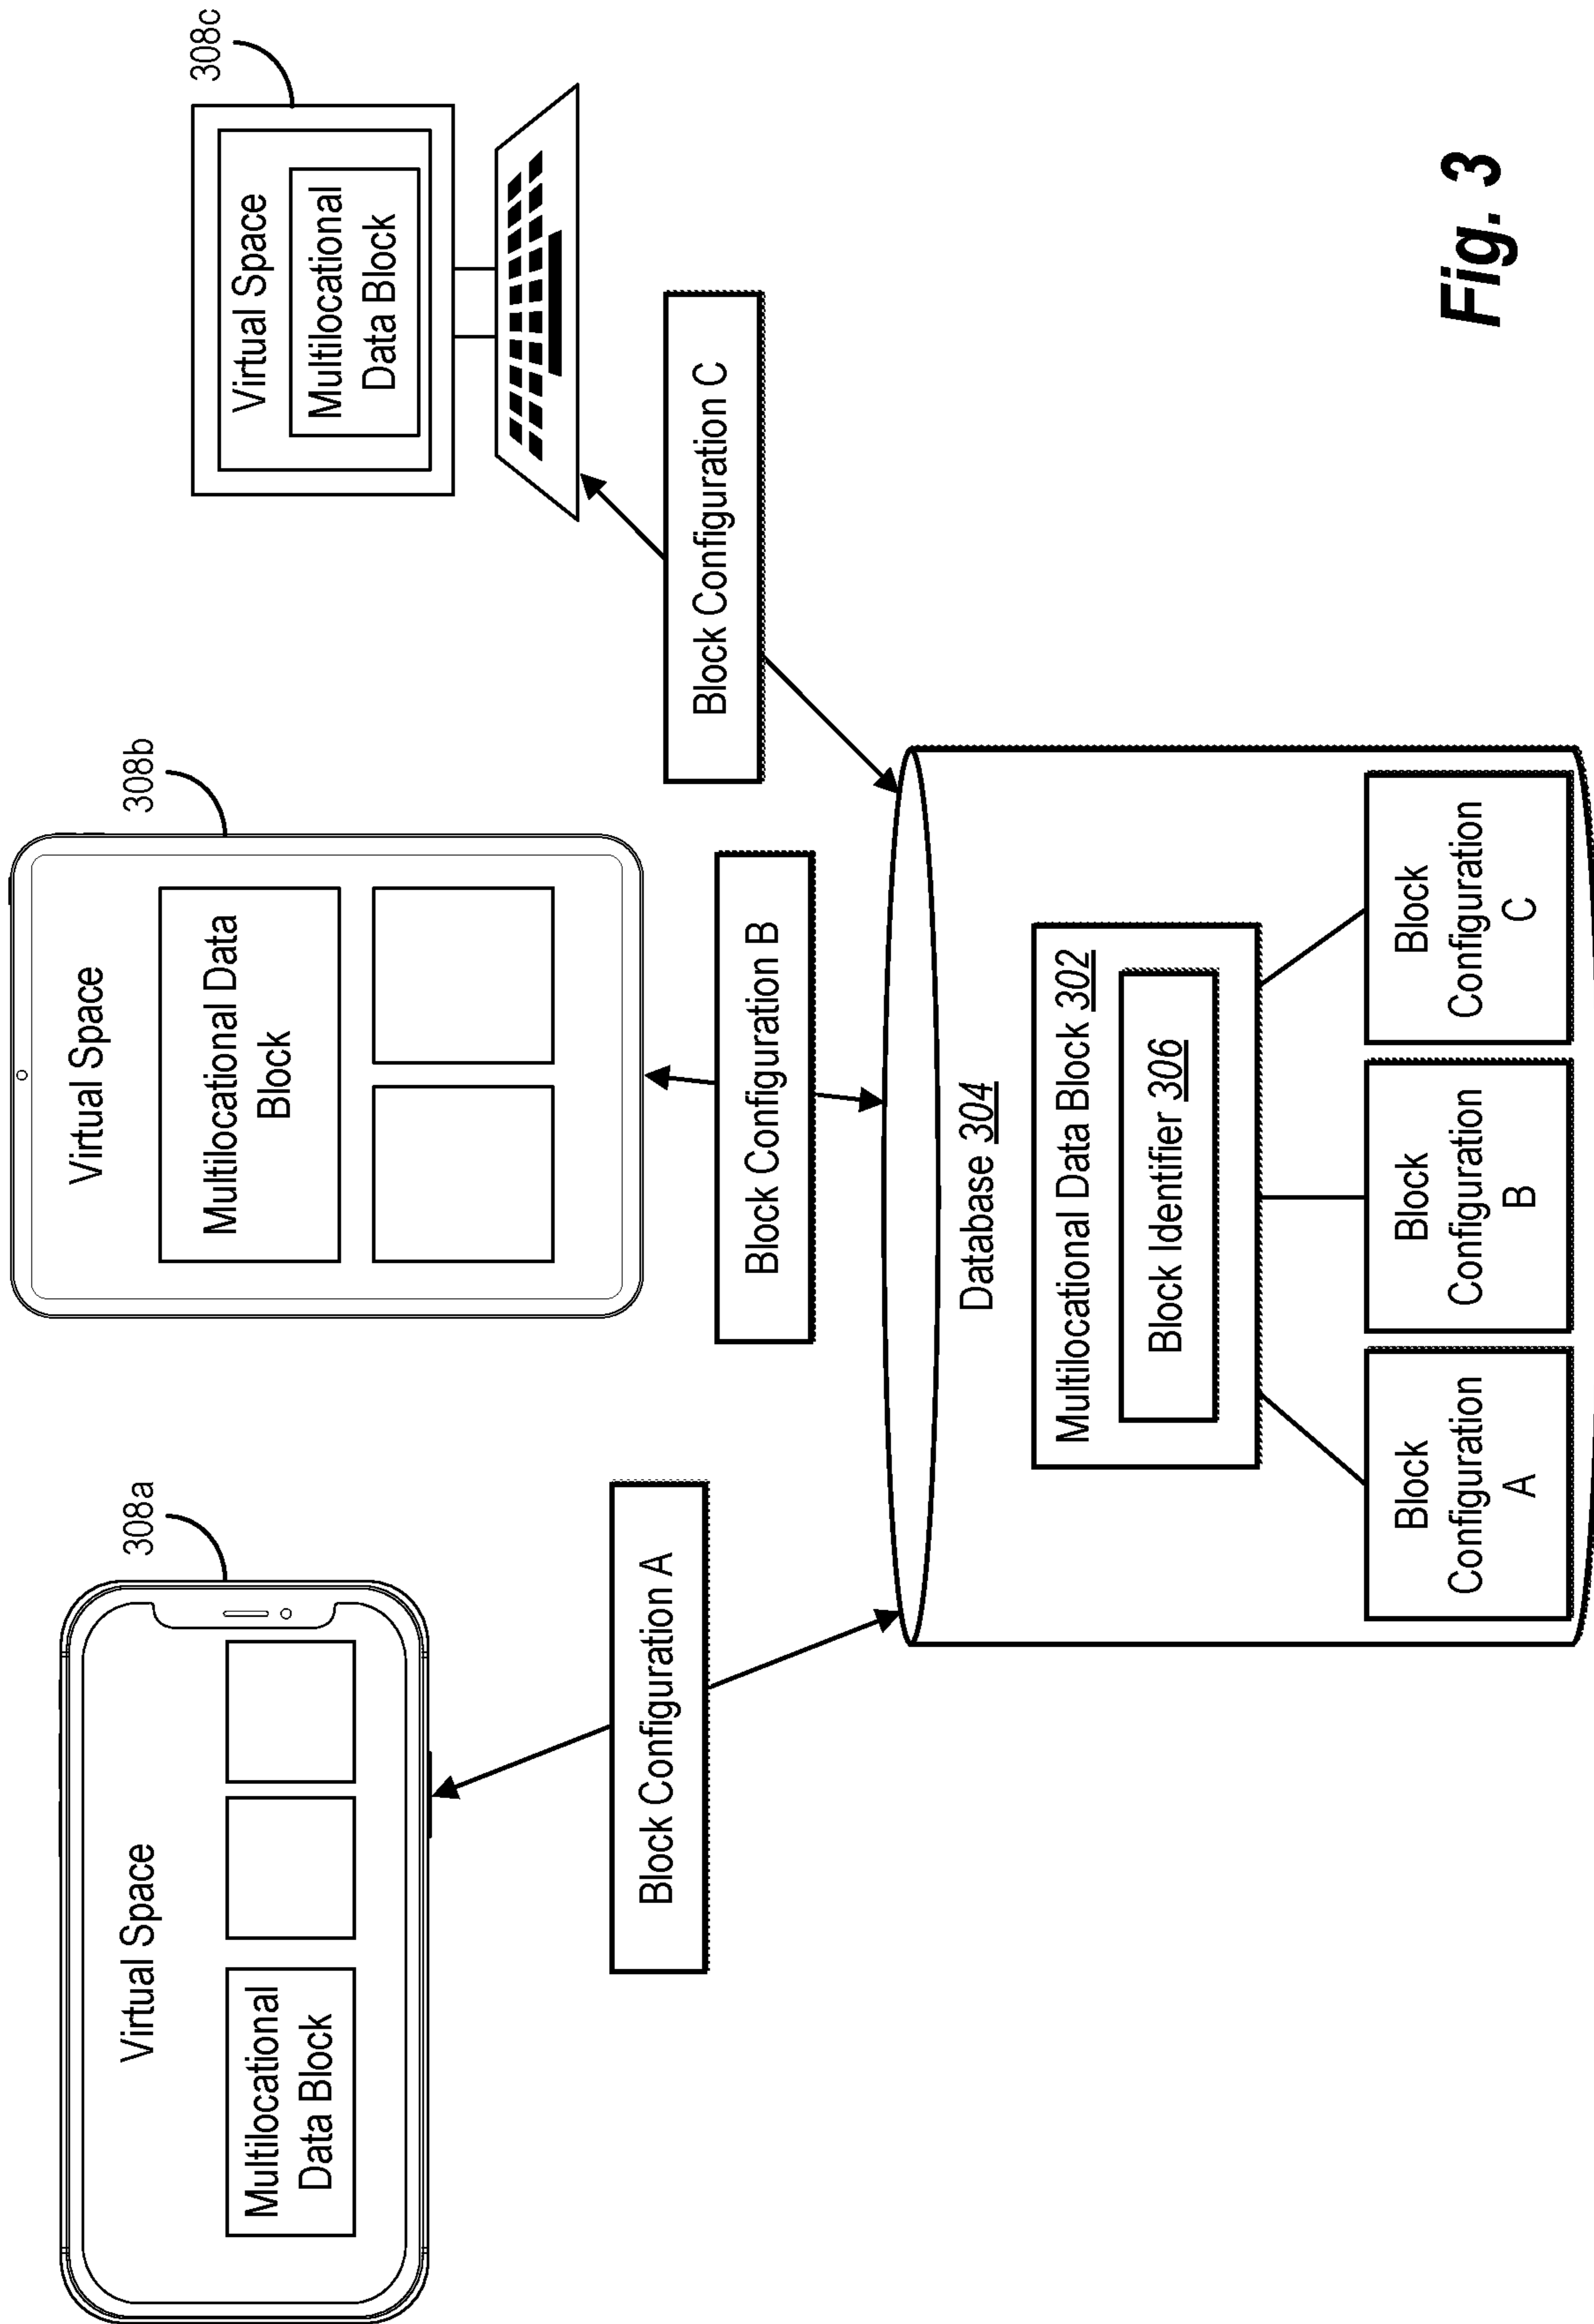 308a
Virtual Space
Multilocational
Data Block
308b
Virtual Space
Multilocational Data
Block
308c
Virtual Space
Multilocational
Data Block
Block Configuration A
Block Configuration B
Block Configuration C
Database 304
Multilocational Data Block 302
Block Identifier 306
Block
Configuration
A
Block
Configuration
B
Block
Configuration
C
Fig. 3